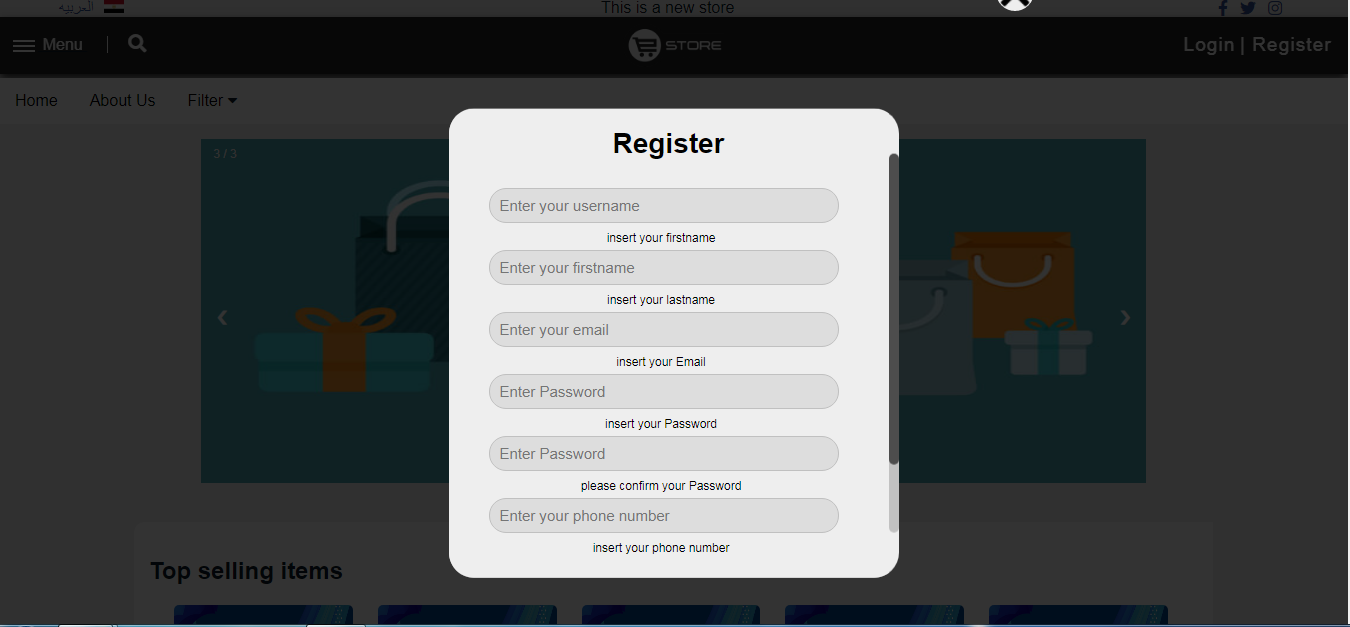 العربيه
This is a new store
Menu
STORE
Login | Register
Home
About Us
Filter
3 / 3
Register
Enter your username
insert your firstname
Enter your firstname
insert your lastname
Enter your email
insert your Email
Enter Password
insert your Password
Enter Password
please confirm your Password
Enter your phone number
insert your phone number
Top selling items